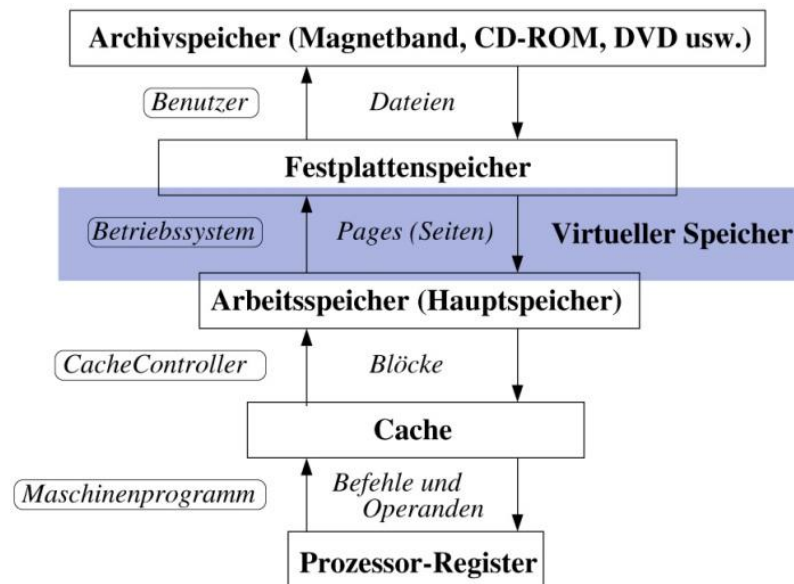 Archivspeicher (Magnetband, CD-ROM, DVD usw.)
Benutzer
Dateien
Festplattenspeicher
Betriebssystem
Pages (Seiten)
Virtueller Speicher
Arbeitsspeicher (Hauptspeicher)
CacheController
Blöcke
Cache
Maschinenprogramm
Befehle und
Operanden
Prozessor-Register